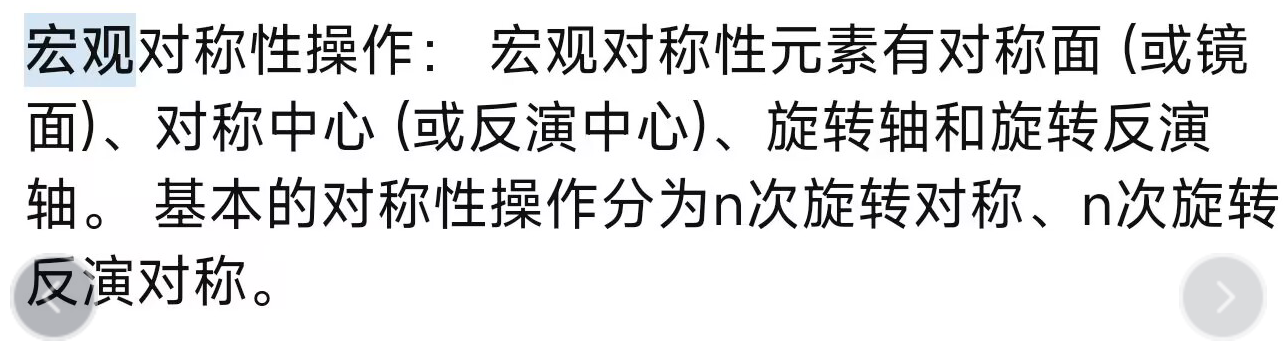 宏观对称性操作： 宏观对称性元素有对称面 (或镜
面)、对称中心 (或反演中心)、旋转轴和旋转反演
轴。 基本的对称性操作分为n次旋转对称、n次旋转
反演对称。